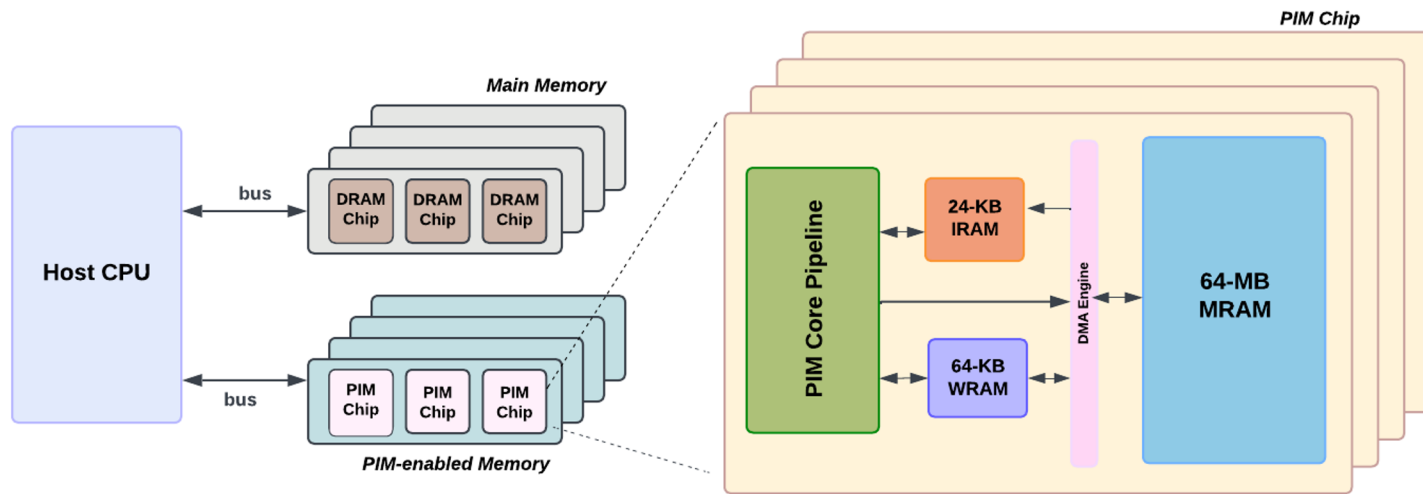 PIM Chip
Main Memory
Host CPU
bus
DRAM
Chip
DRAM
Chip
DRAM
Chip
bus
PIM
Chip
PIM
Chip
PIM
Chip
PIM-enabled Memory
PIM Core Pipeline
24-KB
IRAM
64-KB
WRAM
DMA Engine
64-MB
MRAM